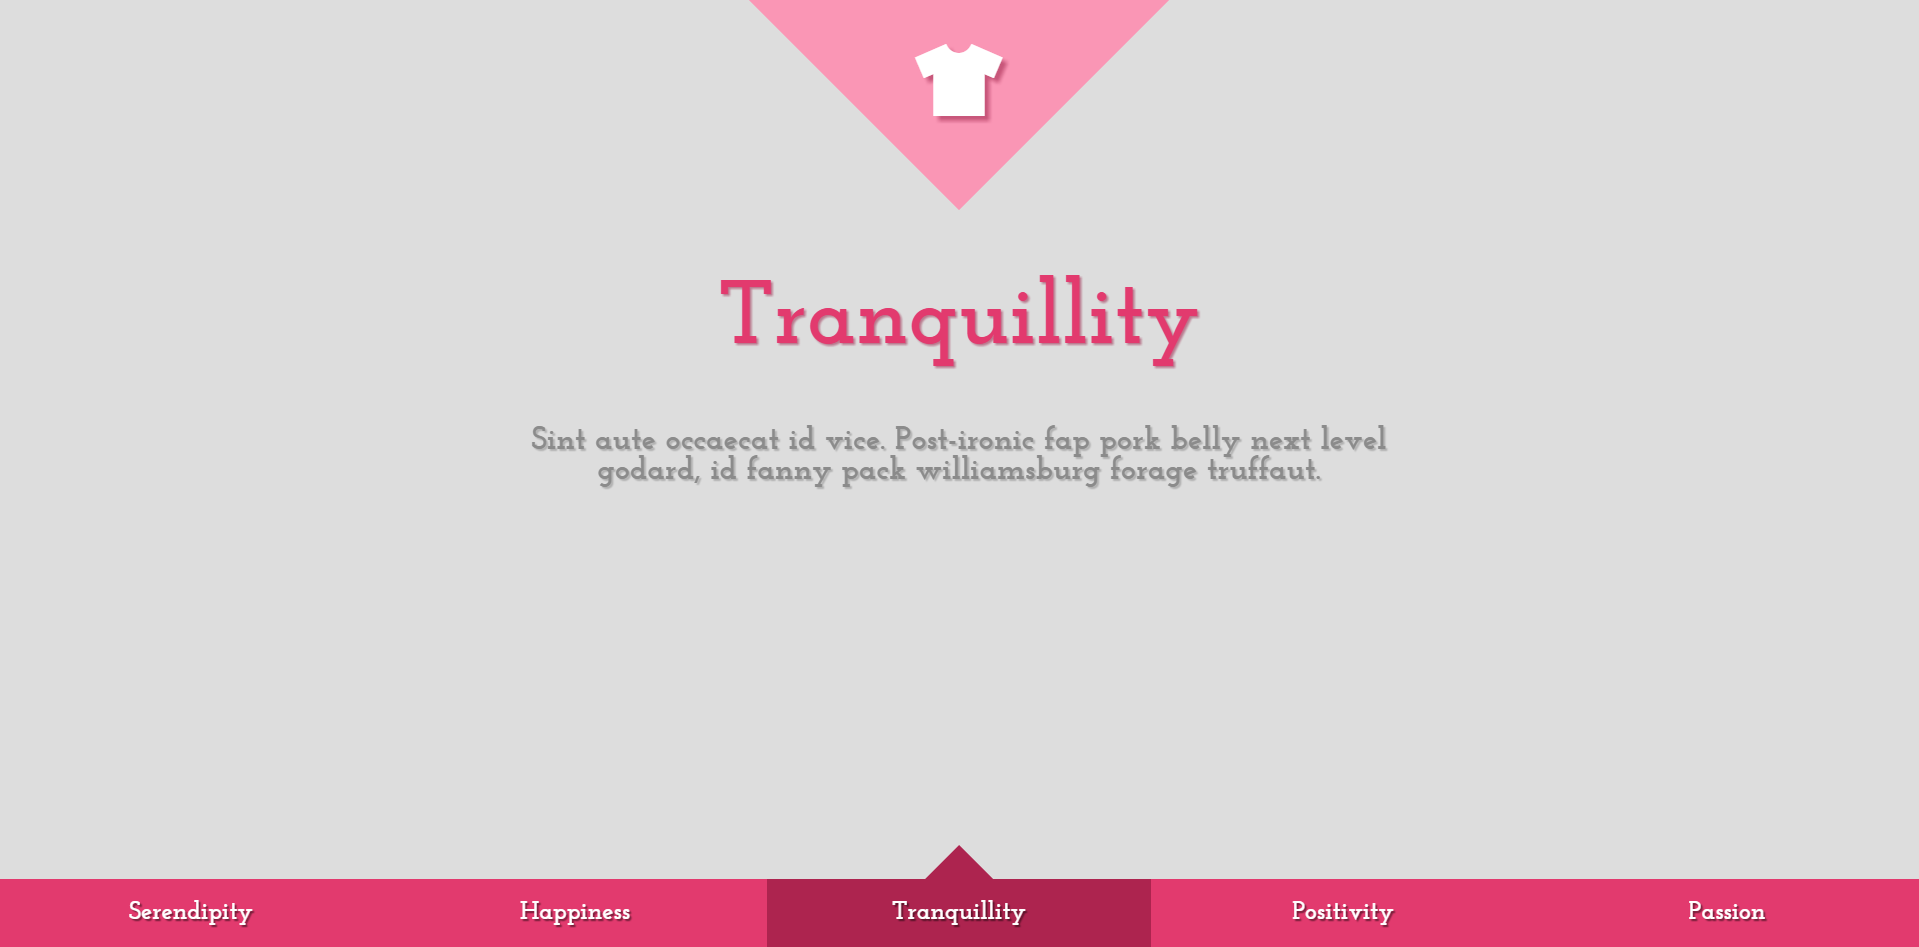 Tranquillity
Sint aute occaecat id vice. Post-ironic fap pork belly next level
godard, id fanny pack williamsburg forage truffaut.
Serendipity
Happiness
Tranquillity
Positivity
Passion